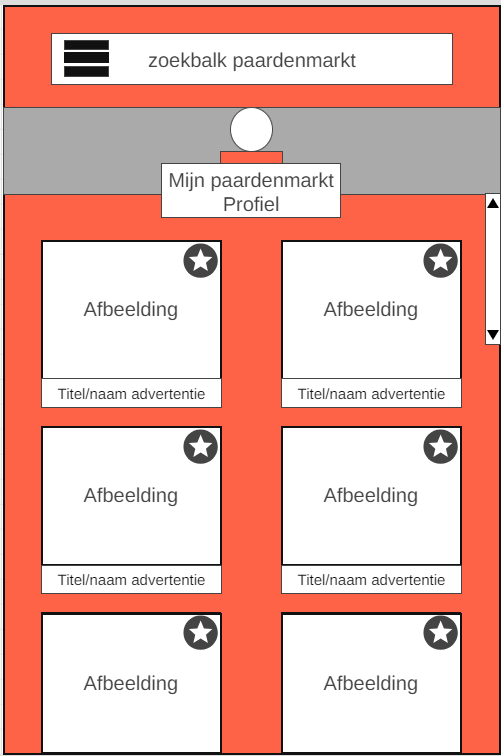 zoekbalk paardenmarkt
Mijn paardenmarkt
Profiel
Afbeelding
Afbeelding
Titel/naam advertentie
Titel/naam advertentie
Afbeelding
Afbeelding
Titel/naam advertentie
Titel/naam advertentie
Afbeelding
Afbeelding